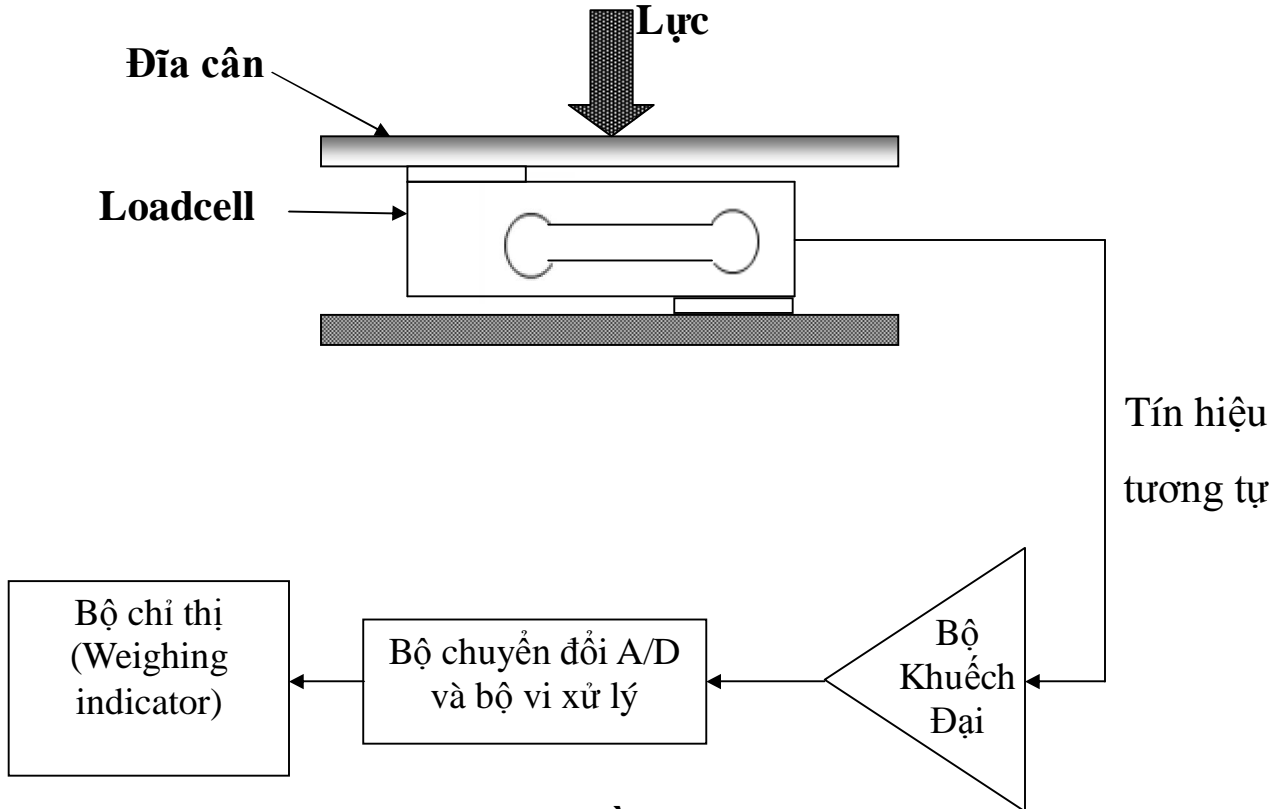 Lực
Đĩa cân
Loadcell
Tín hiệu
tương tự
Bộ
Khuếch
Đại
Bộ chuyển đổi A/D
và bộ vi xử lý
Bộ chỉ thị
(Weighing
indicator)